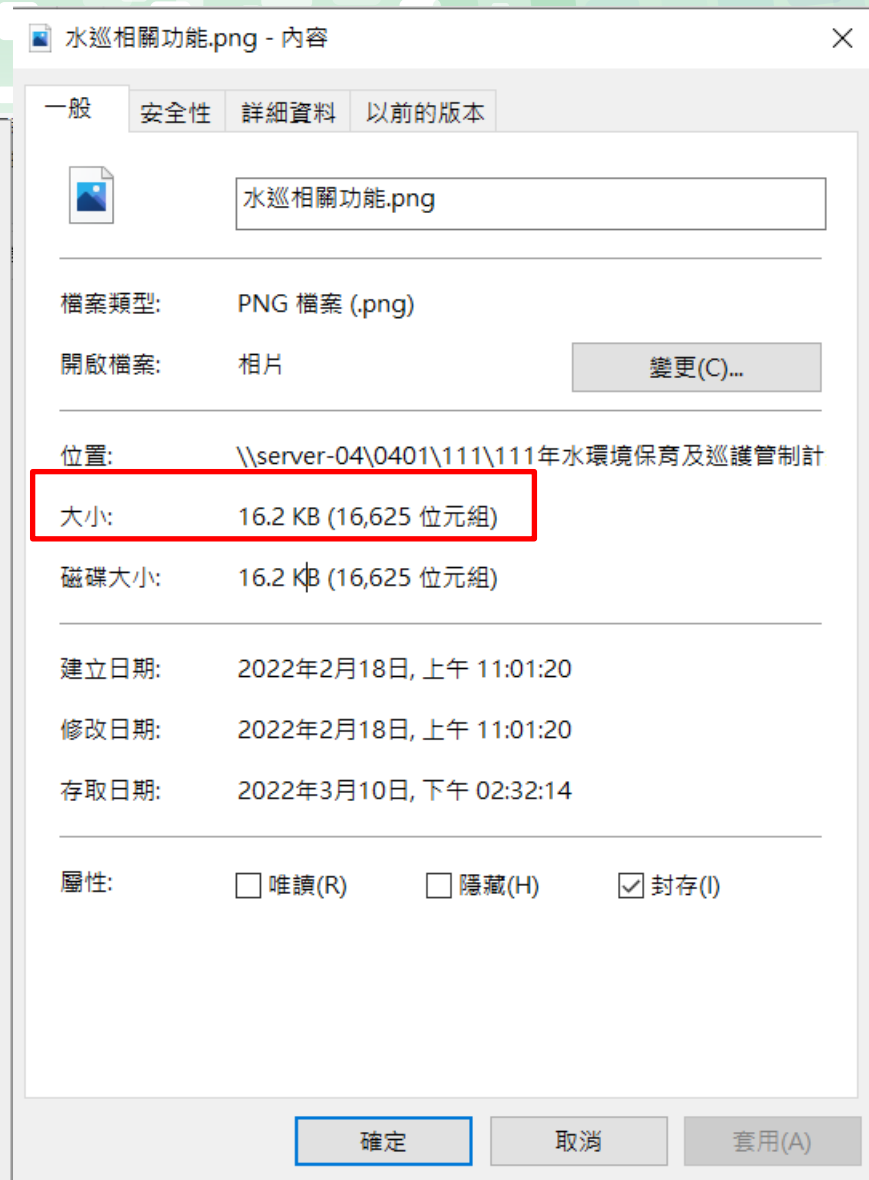 水巡相關功能.png - 內容
一般 安全性 詳細資料 以前的版本
水巡相關功能.png
檔案類型: PNG 檔案 (.png)
開啟檔案: 相片 變更(C)...
位置: \\server-04\0401\111\111年水環境保育及巡護管制計
大小: 16.2 KB (16,625 位元組)
磁碟大小: 16.2 KB (16,625 位元組)
建立日期: 2022年2月18日, 上午 11:01:20
修改日期: 2022年2月18日, 上午 11:01:20
存取日期: 2022年3月10日, 下午 02:32:14
屬性: 唯讀(R) 隱藏(H) 封存(I)
確定 取消 套用(A)